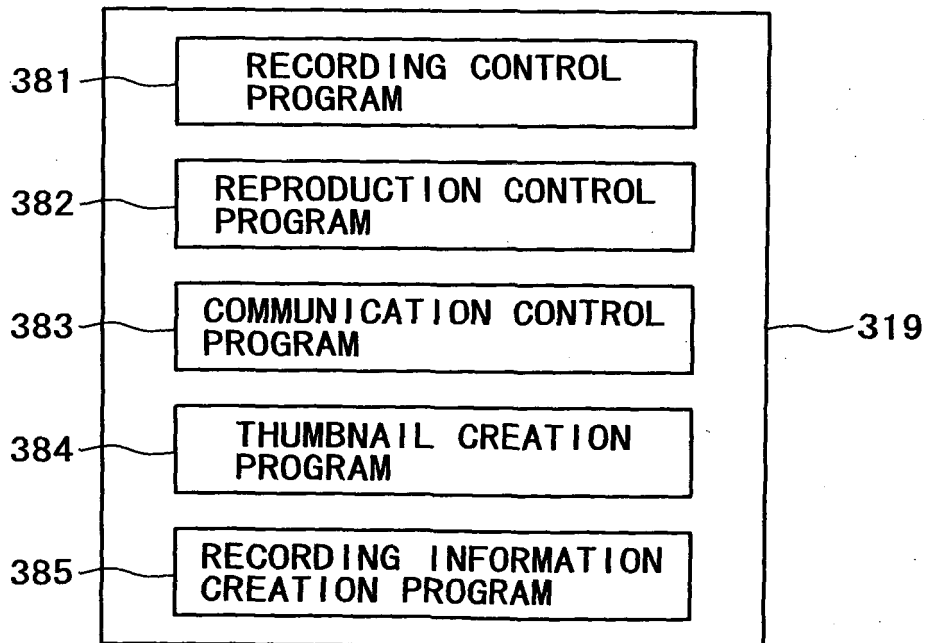 381
RECORDING CONTROL
PROGRAM
382
REPRODUCTION CONTROL
PROGRAM
383
COMMUNICATION CONTROL
PROGRAM
319
384
THUMBNAIL CREATION
PROGRAM
385
RECORDING INFORMATION
CREATION PROGRAM